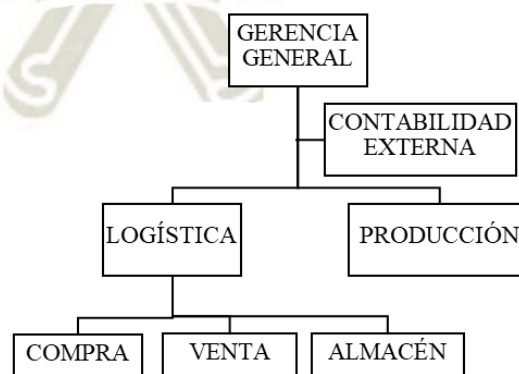 GERENCIA
GENERAL
CONTABILIDAD
EXTERNA
LOGÍSTICA
PRODUCCIÓN
COMPRA
VENTA
ALMACÉN